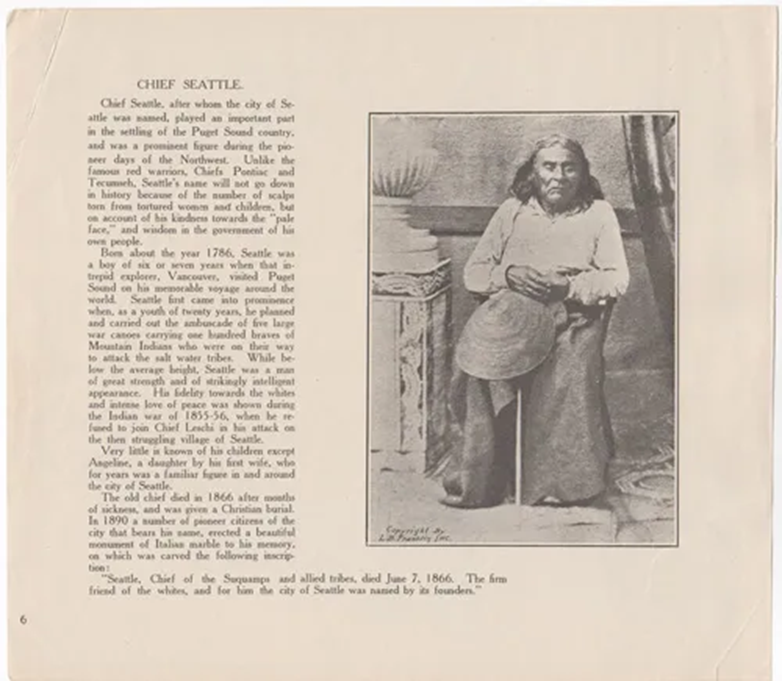 CHIEF SEATTLE.
Chief Seattle, after whom the city of Se-
attle was named, played an important part
in the settling of the Puget Sound country,
and was a prominent figure during the pio-
neer days of the Northwest. Unlike the
famous red warriors, Chiefs Pontiac and
Tecumseh, Seattle's name will not go down
in history because of the number of scalps
torn from tortured women and children, but
on account of his kindness towards the "pale
face," and wisdom in the government of his
own people.
Born about the year 1786, Seattle was
a boy of six or seven years when that in-
trepid explorer, Vancouver, visited Puget
Sound on his memorable voyage around the
world. Seattle first came into prominence
when, as a youth of twenty years, he planned
and carried out the ambuscade of five large
war canoes carrying one hundred braves of
Mountain Indians who were on their way
to attack the salt water tribes. While be-
low the average height, Seattle was a man
of great strength and of strikingly intelligent
appearance. His fidelity towards the whites
and intense love of peace was shown during
the Indian war of 1855-56, when he re-
fused to join Chief Leschi in his attack on
the then struggling village of Seattle.
Very little is known of his children except
Angeline, a daughter by his first wife, who
for years was a familiar figure in and around
the city of Seattle.
The old chief died in 1866 after months
of sickness, and was given a Christian burial.
In 1890 a number of pioneer citizens of the
city that bears his name, erected a beautiful
monument of Italian marble to his memory,
on which was carved the following inscrip-
tion:
"Seattle, Chief of the Suquamps and allied tribes, died June 7, 1866. The firm
friend of the whites, and for him the city of Seattle was named by its founders."
Copyright By
L.B.
6